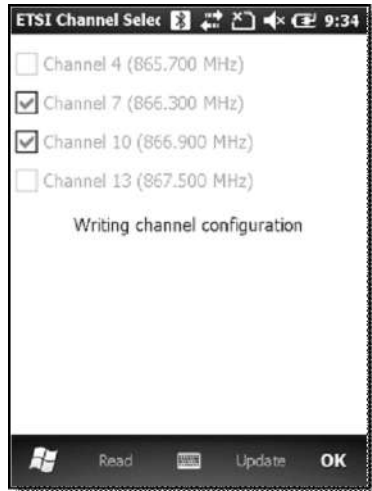 ETSI Channel Selec 9:34
Channel 4 (865.700 MHz)
Channel 7 (866.300 MHz)
Channel 10 (866.900 MHz)
Channel 13 (867.500 MHz)
Writing channel configuration
Read Update OK